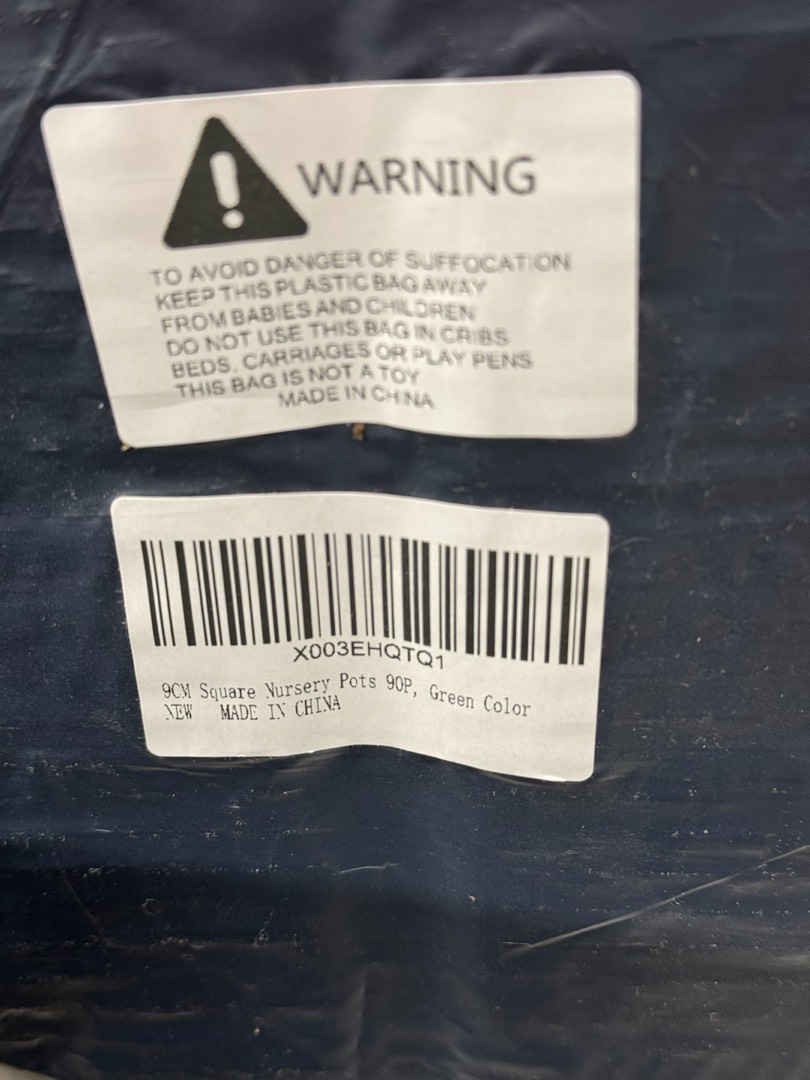 WARNING
TO AVOID DANGER OF SUFFOCATION
KEEP THIS PLASTIC BAG AWAY
FROM BABIES AND CHILDREN
DO NOT USE THIS BAG IN CRIBS
BEDS, CARRIAGES OR PLAY PENS
THIS BAG IS NOT A TOY
MADE IN CHINA
X003EHQTQ1
9CM Square Nursery Pots 90P, Green Color
NEW MADE IN CHINA